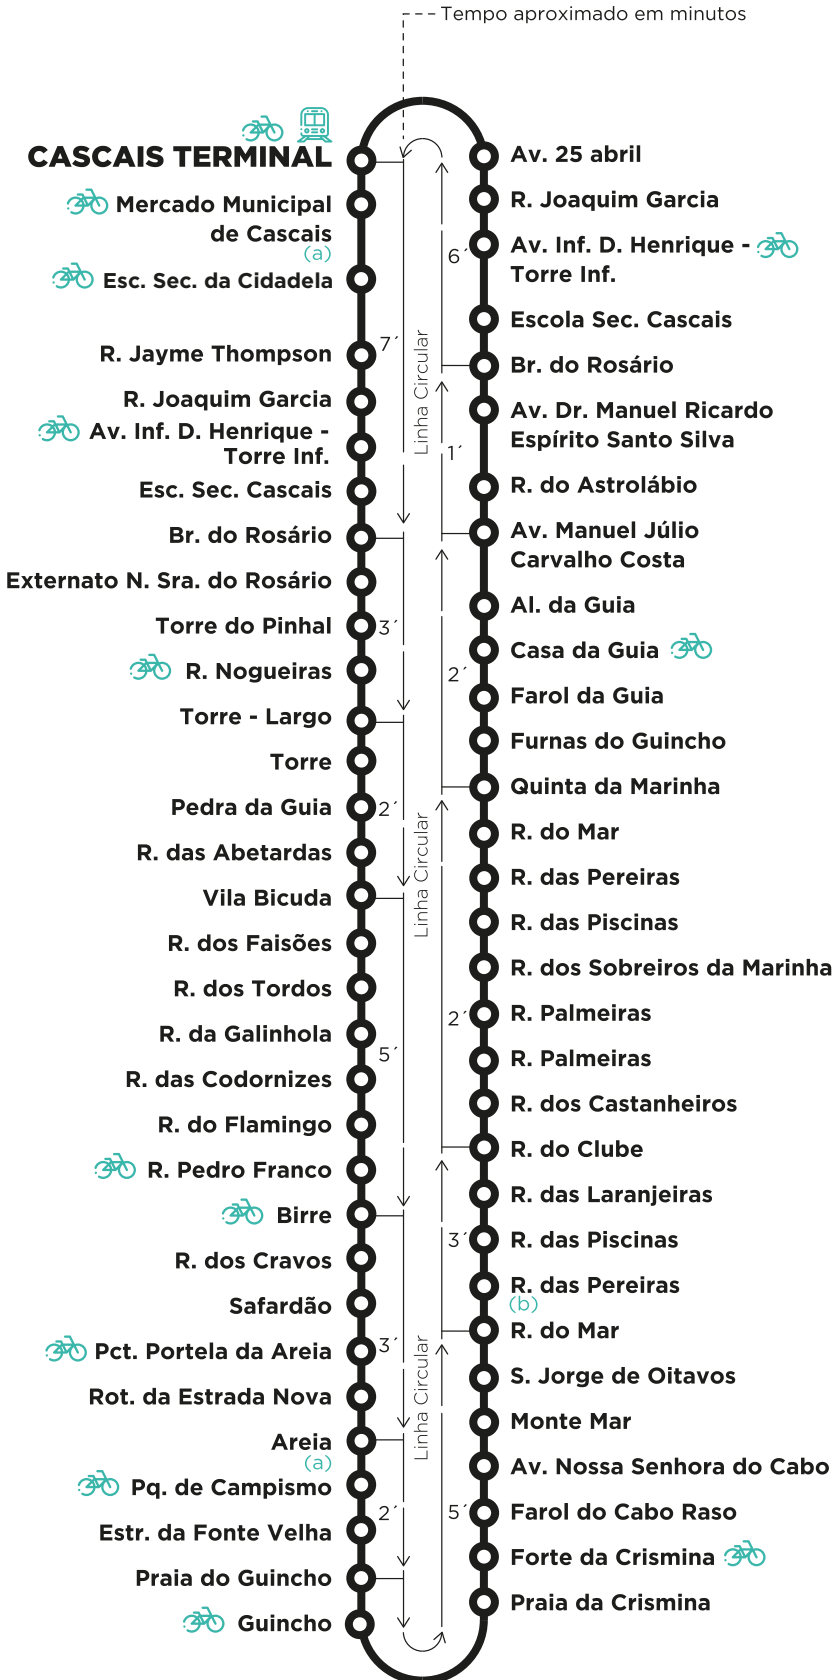 Tempo aproximado em minutos
CASCAIS TERMINAL
Mercado Municipal
de Cascais
(a)
Esc. Sec. da Cidadela
R. Jayme Thompson
7´
R. Joaquim Garcia
Av. Inf. D. Henrique -
Torre Inf.
Esc. Sec. Cascais
Br. do Rosário
Externato N. Sra. do Rosário
Torre do Pinhal
3´
R. Nogueiras
Torre - Largo
Torre
Pedra da Guia
2´
R. das Abetardas
Vila Bicuda
R. dos Faisões
R. dos Tordos
R. da Galinhola
5´
R. das Codornizes
R. do Flamingo
R. Pedro Franco
Birre
R. dos Cravos
Safardão
Pct. Portela da Areia
3´
Rot. da Estrada Nova
Areia
(a)
Pq. de Campismo
2´
Estr. da Fonte Velha
Praia do Guincho
Guincho
Linha Circular
Linha Circular
Linha Circular
Av. 25 abril
R. Joaquim Garcia
Av. Inf. D. Henrique -
Torre Inf.
6´
Escola Sec. Cascais
Br. do Rosário
Av. Dr. Manuel Ricardo
Espírito Santo Silva
1´
R. do Astrolábio
Av. Manuel Júlio
Carvalho Costa
Al. da Guia
Casa da Guia
2´
Farol da Guia
Furnas do Guincho
Quinta da Marinha
R. do Mar
R. das Pereiras
R. das Piscinas
R. dos Sobreiros da Marinha
R. Palmeiras
2´
R. Palmeiras
R. dos Castanheiros
R. do Clube
R. das Laranjeiras
R. das Piscinas
3´
R. das Pereiras
(b)
R. do Mar
S. Jorge de Oitavos
Monte Mar
Av. Nossa Senhora do Cabo
Farol do Cabo Raso
5´
Forte da Crismina
Praia da Crismina